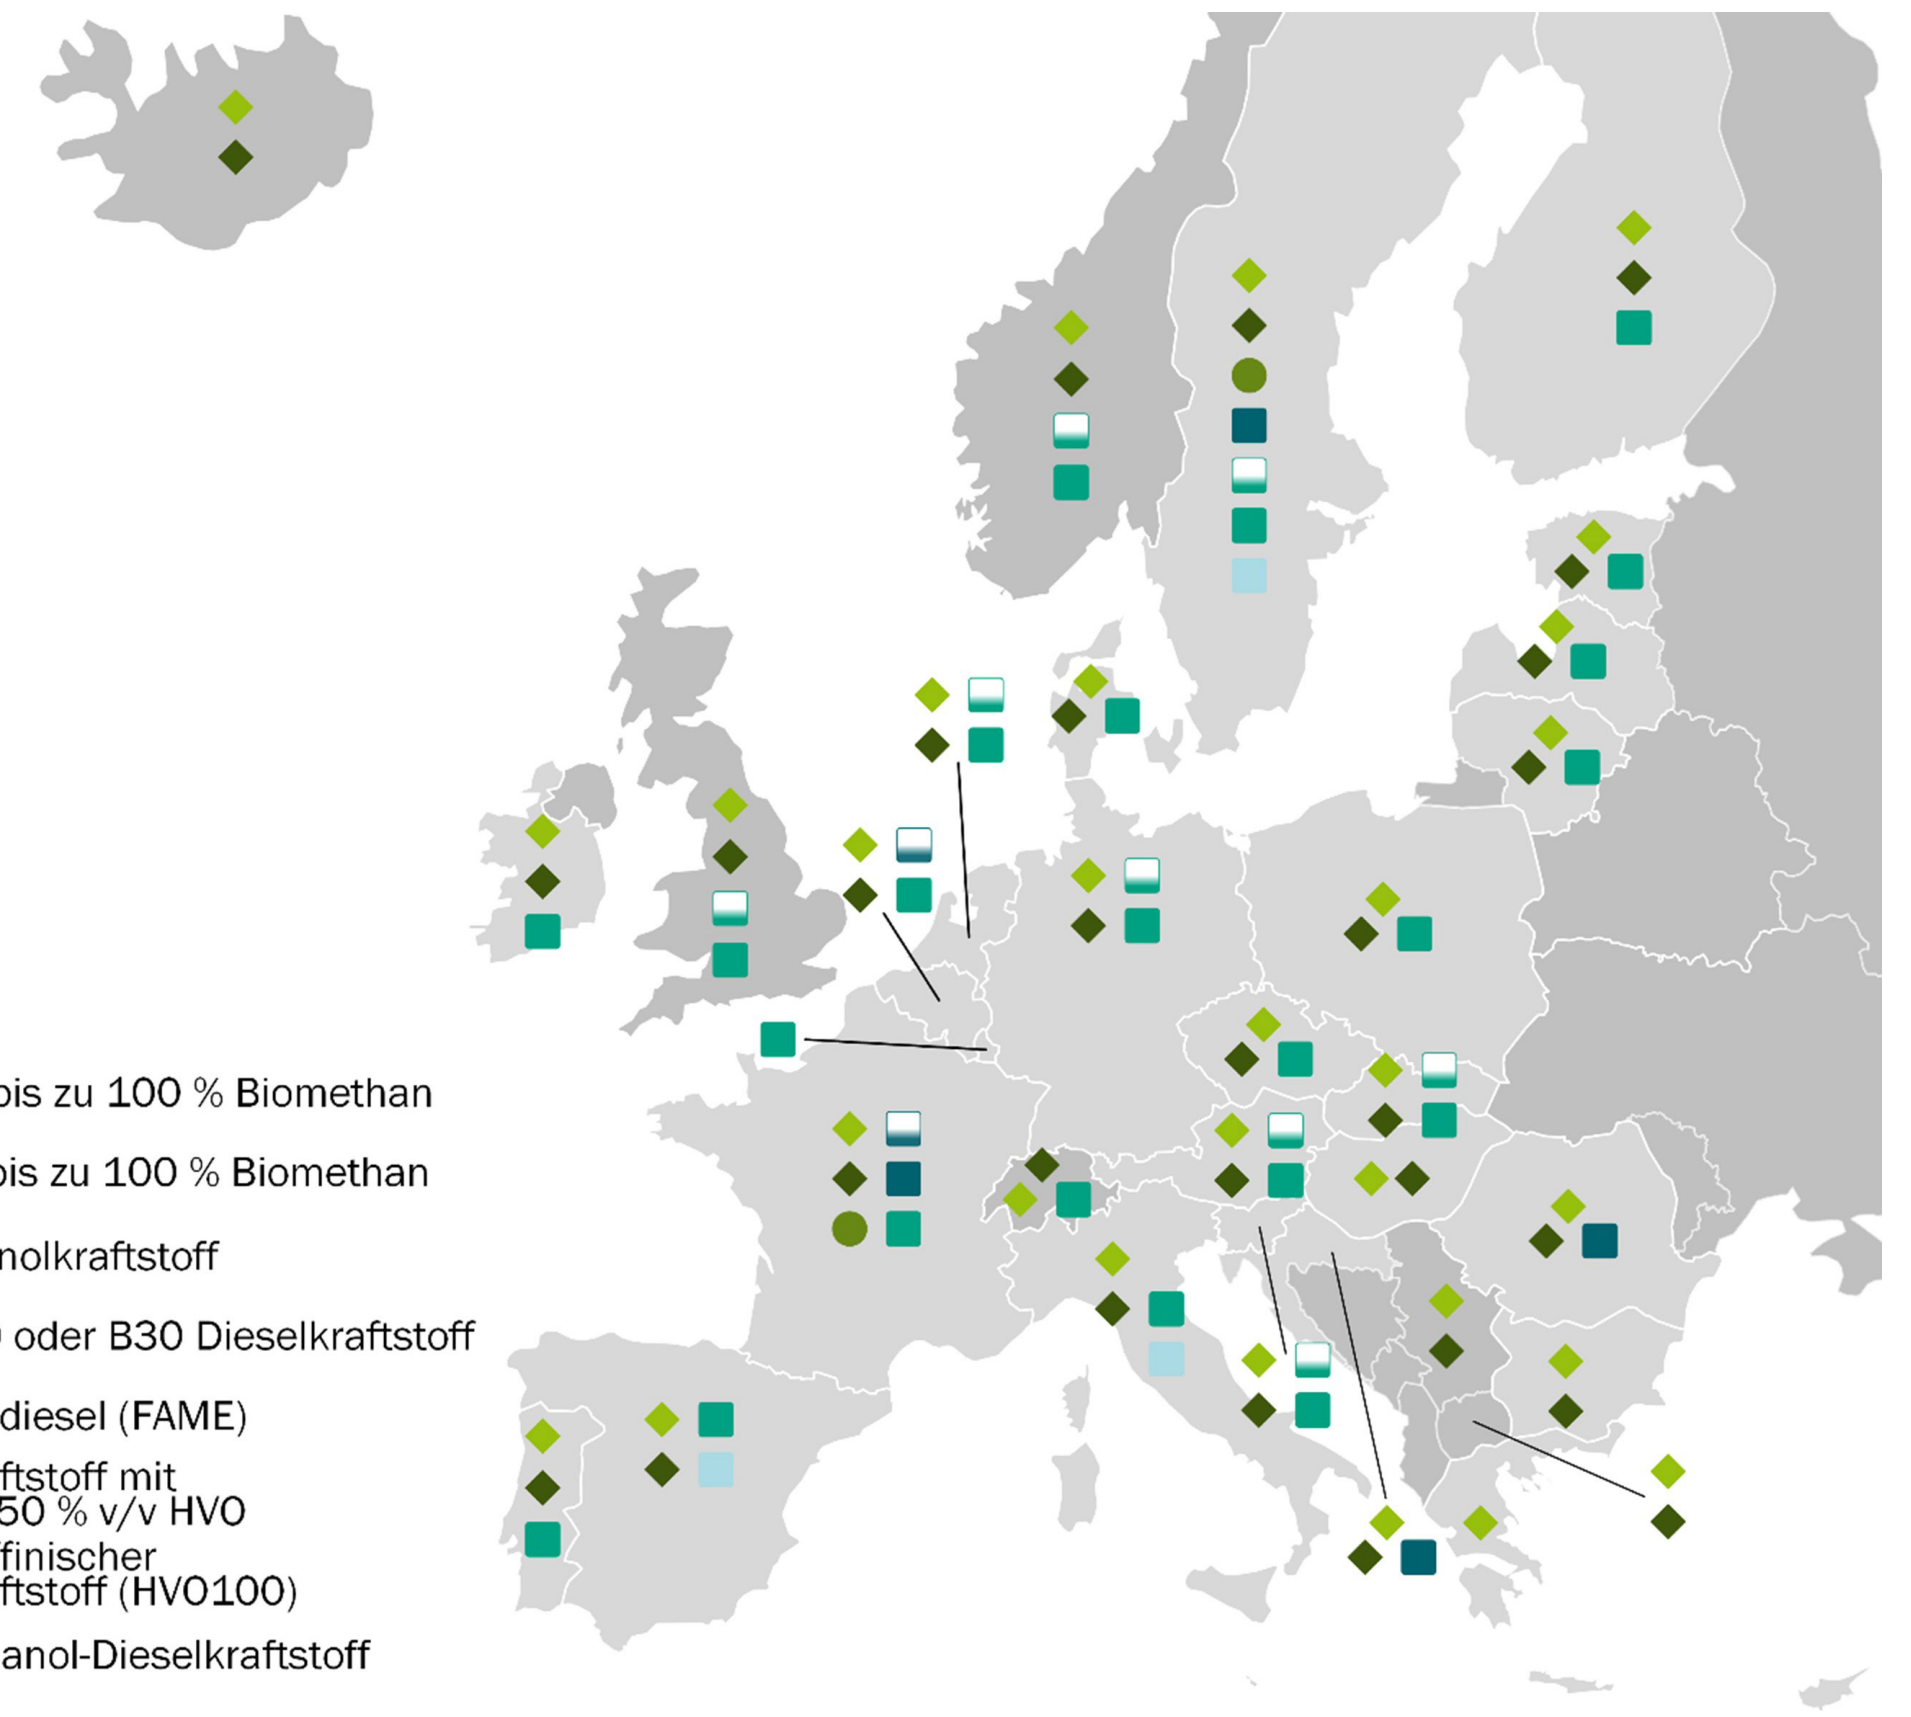 bis zu 100 % Biomethan
bis zu 100 % Biomethan
nolkraftstoff
oder B30 Dieselkraftstoff
diesel (FAME)
ftstoff mit
50 % v/v HVO
ffinischer
ftstoff (HVO100)
anol-Dieselkraftstoff